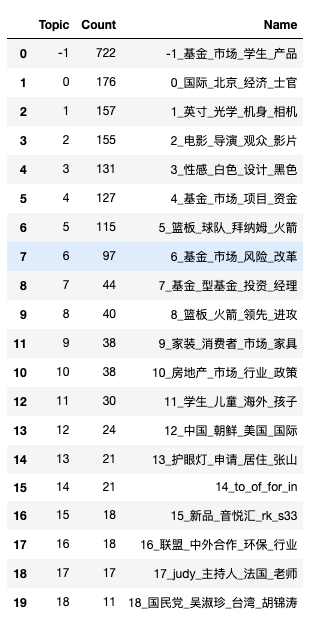 Topic Count Name
0 -1 722 -1_基金_市场_学生_产品
1 0 176 0_国际_北京_经济_士官
2 1 157 1_英寸_光学_机身_相机
3 2 155 2_电影_导演_观众_影片
4 3 131 3_性感_白色_设计_黑色
5 4 127 4_基金_市场_项目_资金
6 5 115 5_篮板_球队_拜纳姆_火箭
7 6 97 6_基金_市场_风险_改革
8 7 44 7_基金_型基金_投资_经理
9 8 40 8_篮板_火箭_领先_进攻
11 9 38 9_家装_消费者_市场_家具
10 10 38 10_房地产_市场_行业_政策
12 11 30 11_学生_儿童_海外_孩子
13 12 24 12_中国_朝鲜_美国_国际
14 13 21 13_护眼灯_申请_居住_张山
15 14 21 14_to_of_for_in
16 15 18 15_新品_音悦汇_rk_s33
17 16 18 16_联盟_中外合作_环保_行业
18 17 17 17_judy_主持人_法国_老师
19 18 11 18_国民党_吴淑珍_台湾_胡锦涛